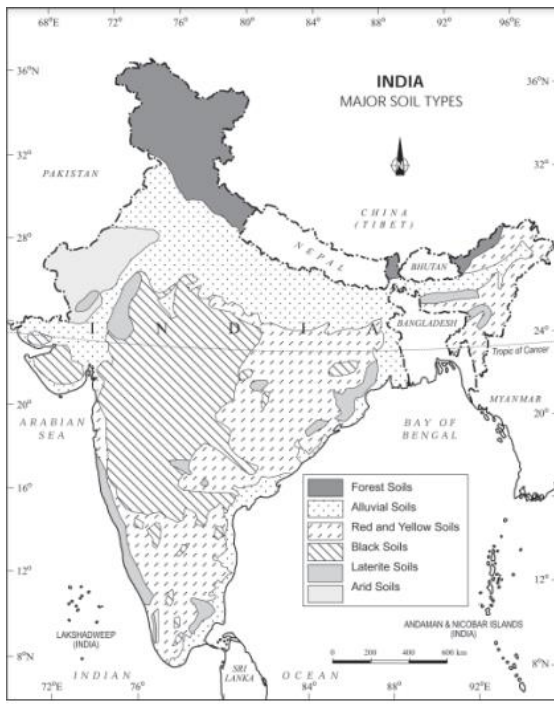 68°E 72° 76° 80° 84° 88° 92° 96°E
INDIA
MAJOR SOIL TYPES
36°N
36°N
32°
32°
PAKISTAN
N
CHINA
(TIBET)
28°
28°
NEPAL
BHUTAN
I N D I A
BANGLADESH
24°
24°
Tropic of Cancer
MYANMAR
20°
20°
ARABIAN
SEA
BAY OF
BENGAL
16°
16°
Forest Soils
Alluvial Soils
Red and Yellow Soils
Black Soils
Laterite Soils
Arid Soils
12°
12°
LAKSHADWEEP
(INDIA)
ANDAMAN & NICOBAR ISLANDS
(INDIA)
0 200 400 600 km
8°N
8°N
SRI
LANKA
INDIAN OCEAN
72°E 76° 80° 84° 88° 92°E